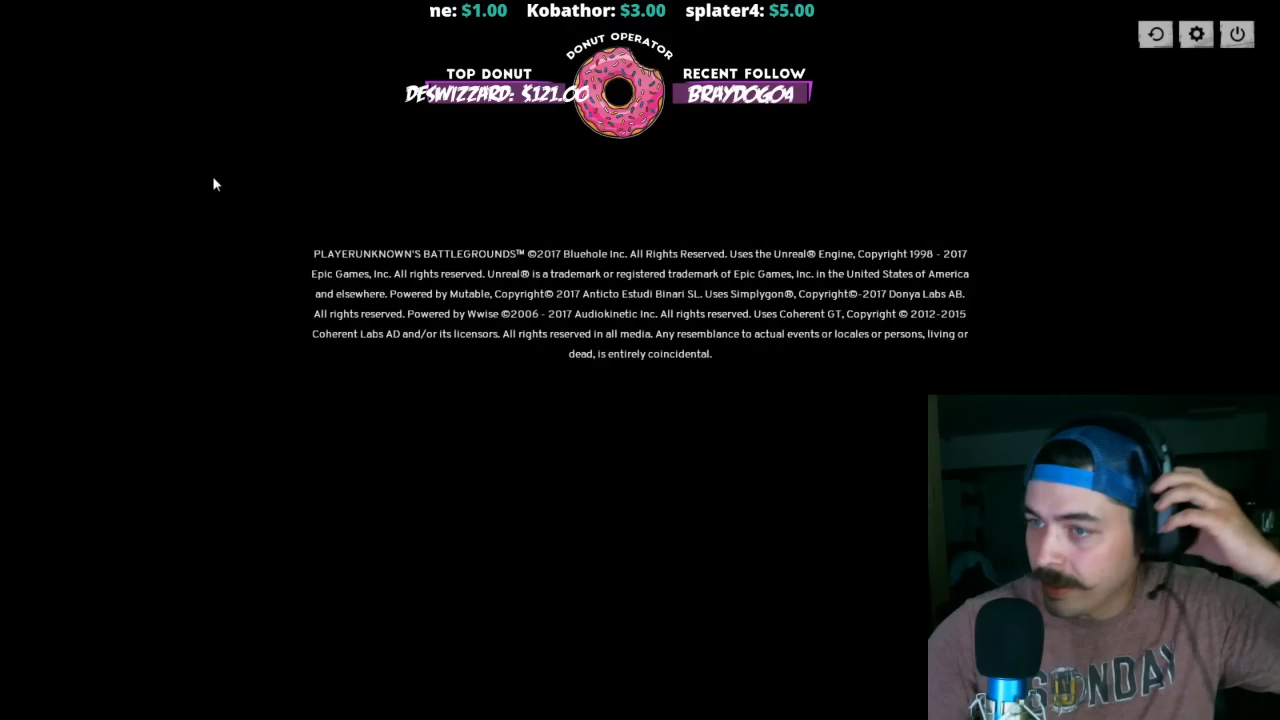 ne: $1.00 Kobathor: $3.00 splater4: $5.00
DONUT OPERATOR
TOP DONUT
DESWIZZARD: $121.00
RECENT FOLLOW
BRAYDOG04
PLAYERUNKNOWN'S BATTLEGROUNDS™ ©2017 Bluehole Inc. All Rights Reserved. Uses the Unreal® Engine, Copyright 1998 - 2017
Epic Games, Inc. All rights reserved. Unreal® is a trademark or registered trademark of Epic Games, Inc. in the United States of America
and elsewhere. Powered by Mutable, Copyright© 2017 Anticto Estudi Binari SL. Uses Simplygon®, Copyright©-2017 Donya Labs AB.
All rights reserved. Powered by Wwise ©2006 - 2017 Audiokinetic Inc. All rights reserved. Uses Coherent GT, Copyright © 2012-2015
Coherent Labs AD and/or its licensors. All rights reserved in all media. Any resemblance to actual events or locales or persons, living or
dead, is entirely coincidental.
SUNDAY